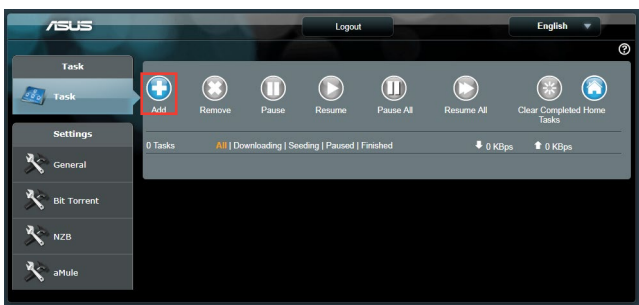 ASUS
Logout
English
Task
Task
Add
Remove
Pause
Resume
Pause All
Resume All
Clear Completed Tasks
Home
0 Tasks
All | Downloading | Seeding | Paused | Finished
0 KBps
0 KBps
Settings
General
Bit Torrent
NZB
aMule